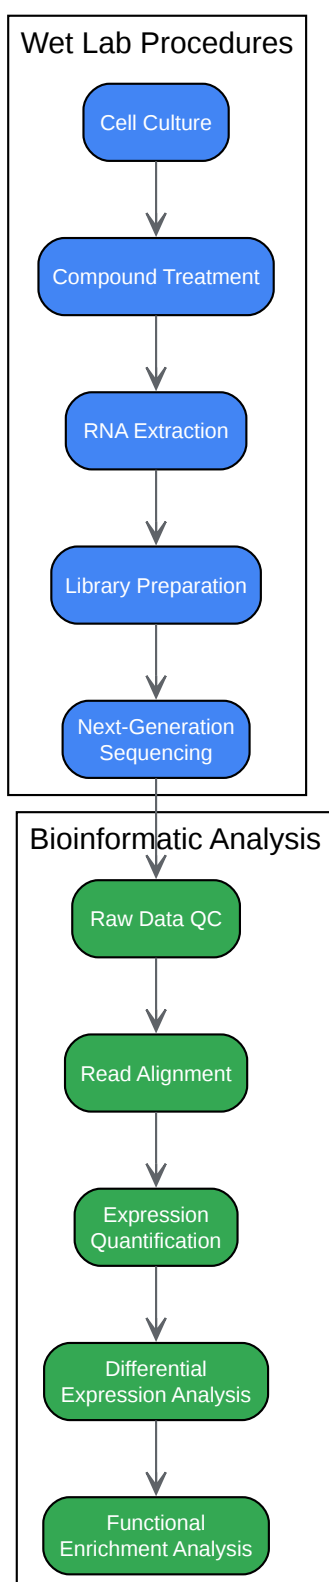 Wet Lab Procedures
Cell Culture
Compound Treatment
RNA Extraction
Library Preparation
Next-Generation
Sequencing
Bioinformatic Analysis
Raw Data QC
Read Alignment
Expression
Quantification
Differential
Expression Analysis
Functional
Enrichment Analysis